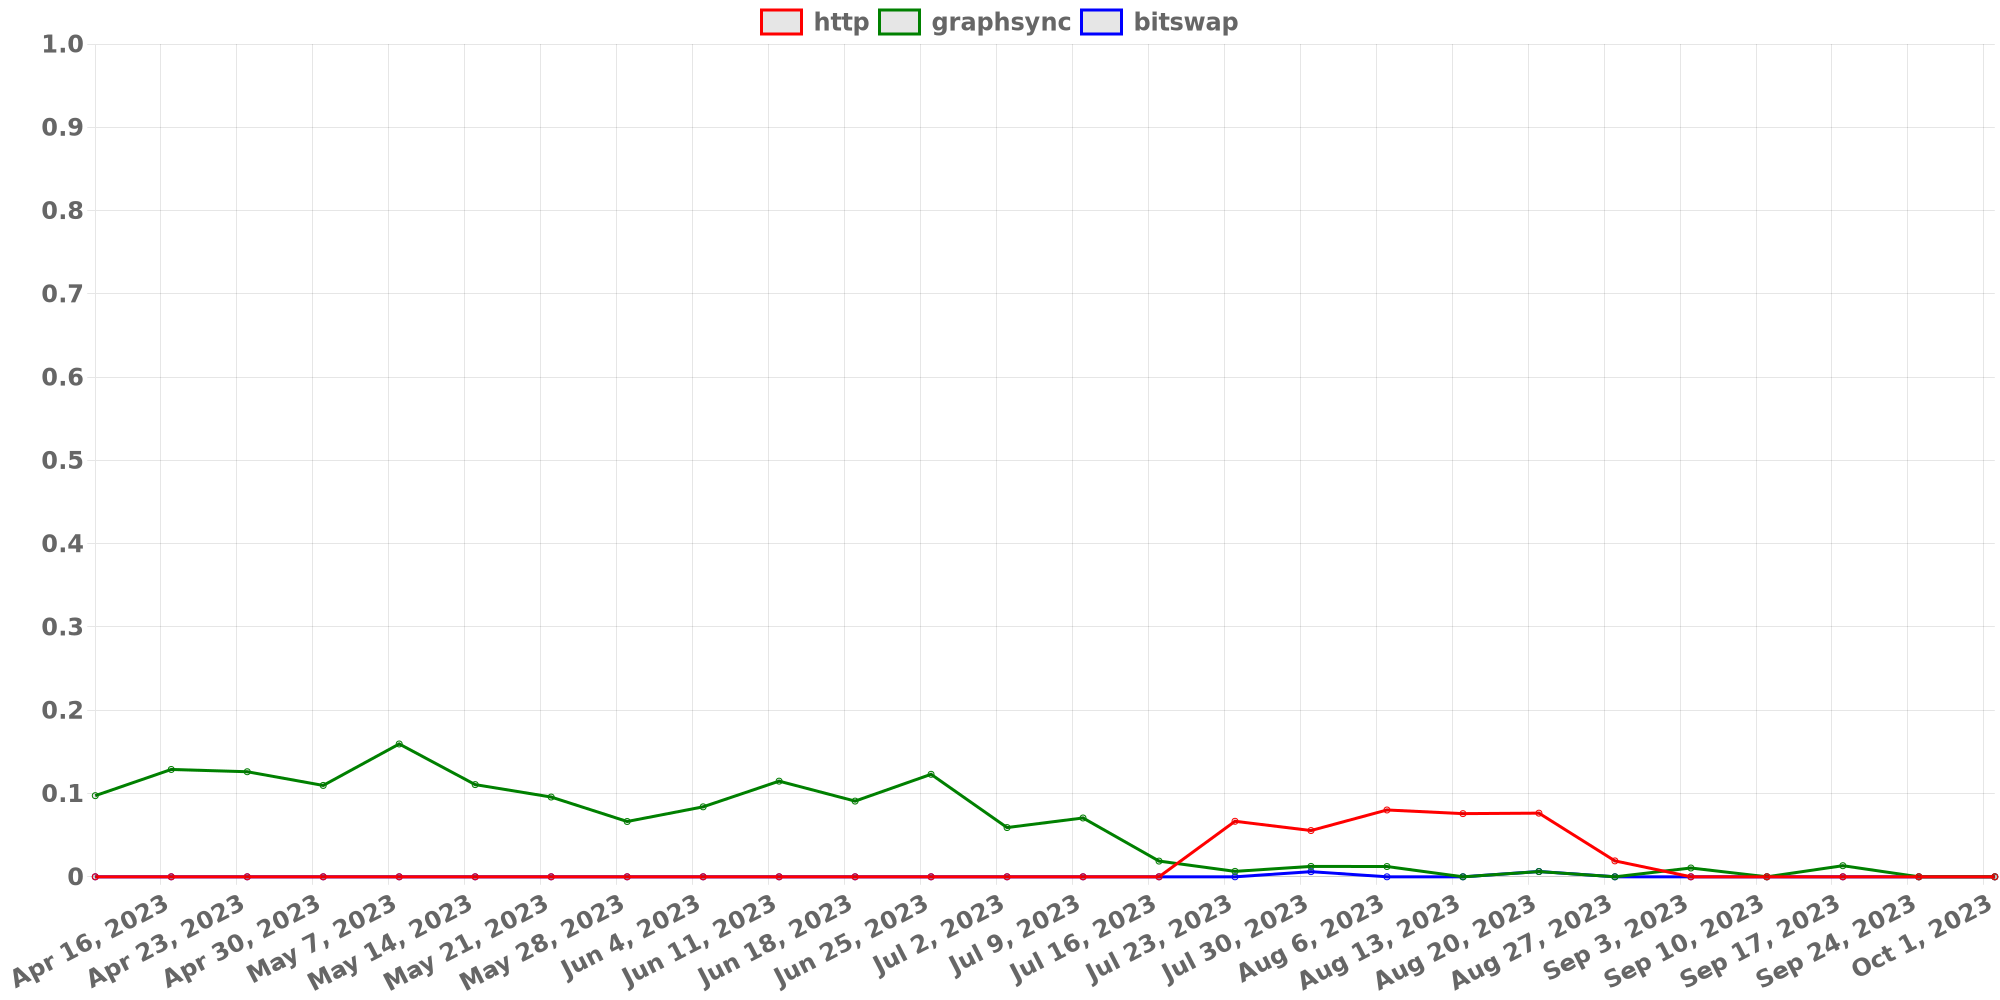 http graphsync bitswap
1.0
0.9
0.8
0.7
0.6
0.5
0.4
0.3
0.2
0.1
0
Apr 16, 2023
Apr 23, 2023
Apr 30, 2023
May 7, 2023
May 14, 2023
May 21, 2023
May 28, 2023
Jun 4, 2023
Jun 11, 2023
Jun 18, 2023
Jun 25, 2023
Jul 2, 2023
Jul 9, 2023
Jul 16, 2023
Jul 23, 2023
Jul 30, 2023
Aug 6, 2023
Aug 13, 2023
Aug 20, 2023
Aug 27, 2023
Sep 3, 2023
Sep 10, 2023
Sep 17, 2023
Sep 24, 2023
Oct 1, 2023